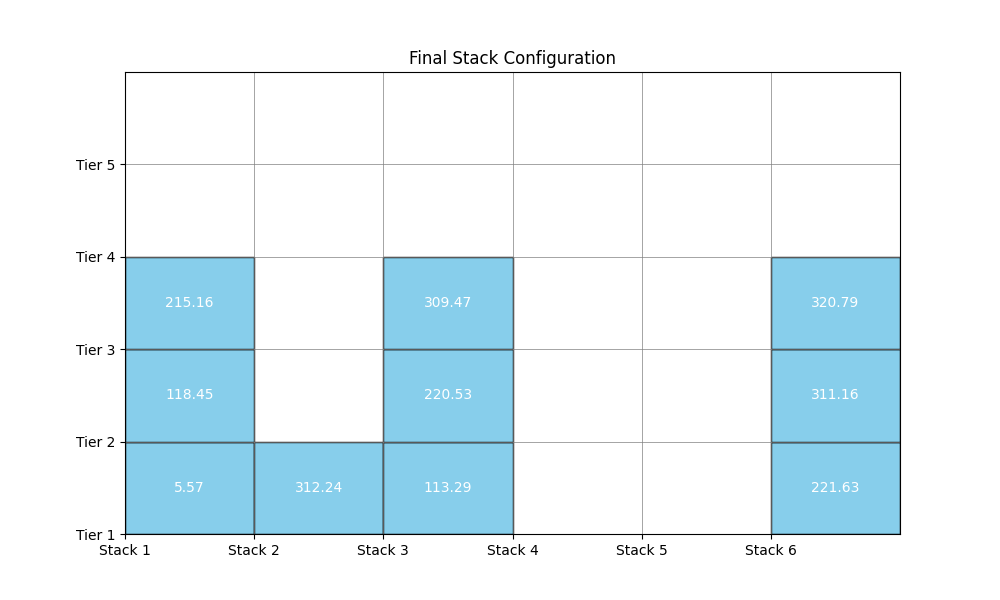 Final Stack Configuration
Tier 5
Tier 4
215.16 309.47 320.79
Tier 3
118.45 220.53 311.16
Tier 2
5.57 312.24 113.29 221.63
Tier 1
Stack 1 Stack 2 Stack 3 Stack 4 Stack 5 Stack 6